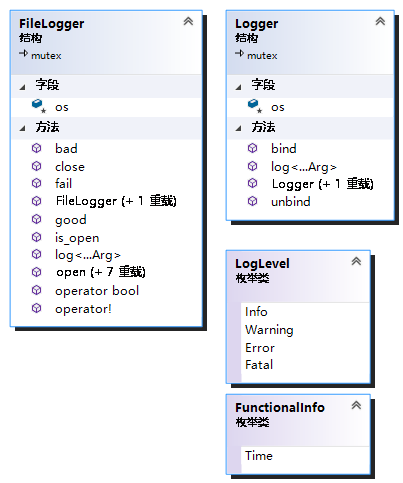 FileLogger
结构
mutex
字段
os
方法
bad
close
fail
FileLogger (+ 1 重载)
good
is_open
log<...Arg>
open (+ 7 重载)
operator bool
operator!
Logger
结构
mutex
字段
os
方法
bind
log<...Arg>
Logger (+ 1 重载)
unbind
LogLevel
枚举类
Info
Warning
Error
Fatal
FunctionalInfo
枚举类
Time